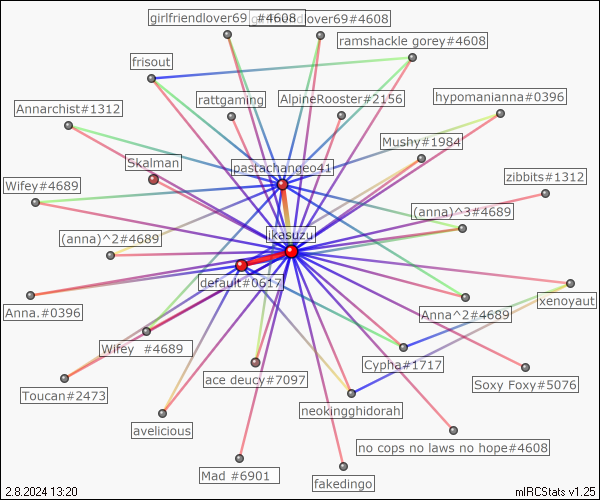 girlfriendlover69 #4608
lover69#4608
ramshackle gorey#4608
frisout
rattgaming
AlpineRooster#2156
hypomanianna#0396
Annarchist#1312
Mushy#1984
Skalman
pastachangeo41
zibbits#1312
Wifey#4689
(anna)^3#4689
(anna)^2#4689
ikasuzu
default#0617
Anna.#0396
xenoyaut
Anna^2#4689
Wifey #4689
Cypha#1717
ace deucy#7097
Soxy Foxy#5076
Toucan#2473
neokingghidorah
avelicious
no cops no laws no hope#4608
Mad #6901
fakedingo
2.8.2024 13:20
mIRCStats v1.25